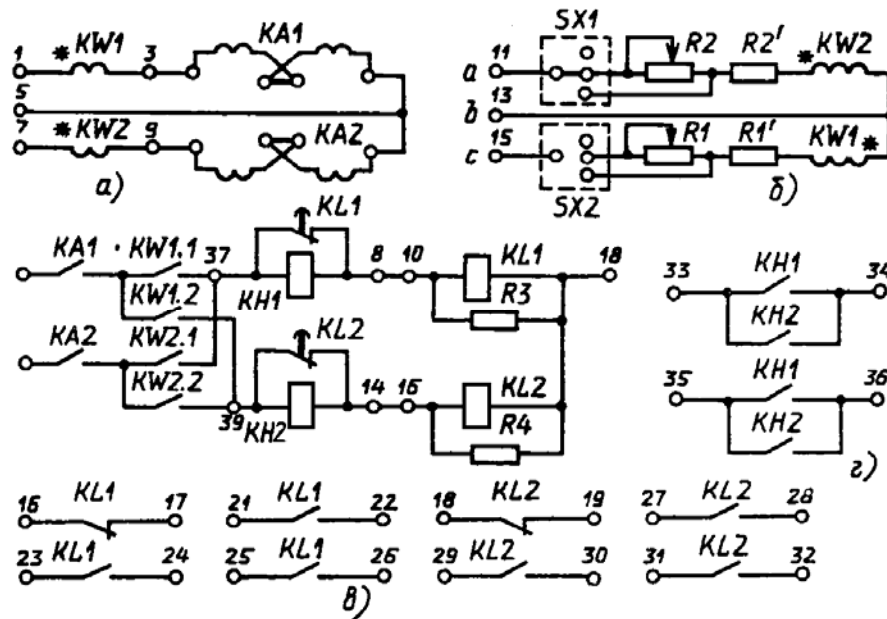 1 * KW1 3 KA1
5
7 * KW2 9 KA2
а)
SX1
a 11 R2 R2' * KW2
b 13
c 15 R1 R1' KW1 *
SX2
б)
KL1
KA1 KW1.1 37 KH1 8 10 KL1 18
KW1.2 R3
KA2 KW2.1 KL2
KW2.2 39 KH2 14 16 KL2
R4
33 KH1 34
KH2
35 KH1 36
KH2
г)
16 KL1 17 21 KL1 22 18 KL2 19 27 KL2 28
23 KL1 24 25 KL1 26 29 KL2 30 31 KL2 32
в)